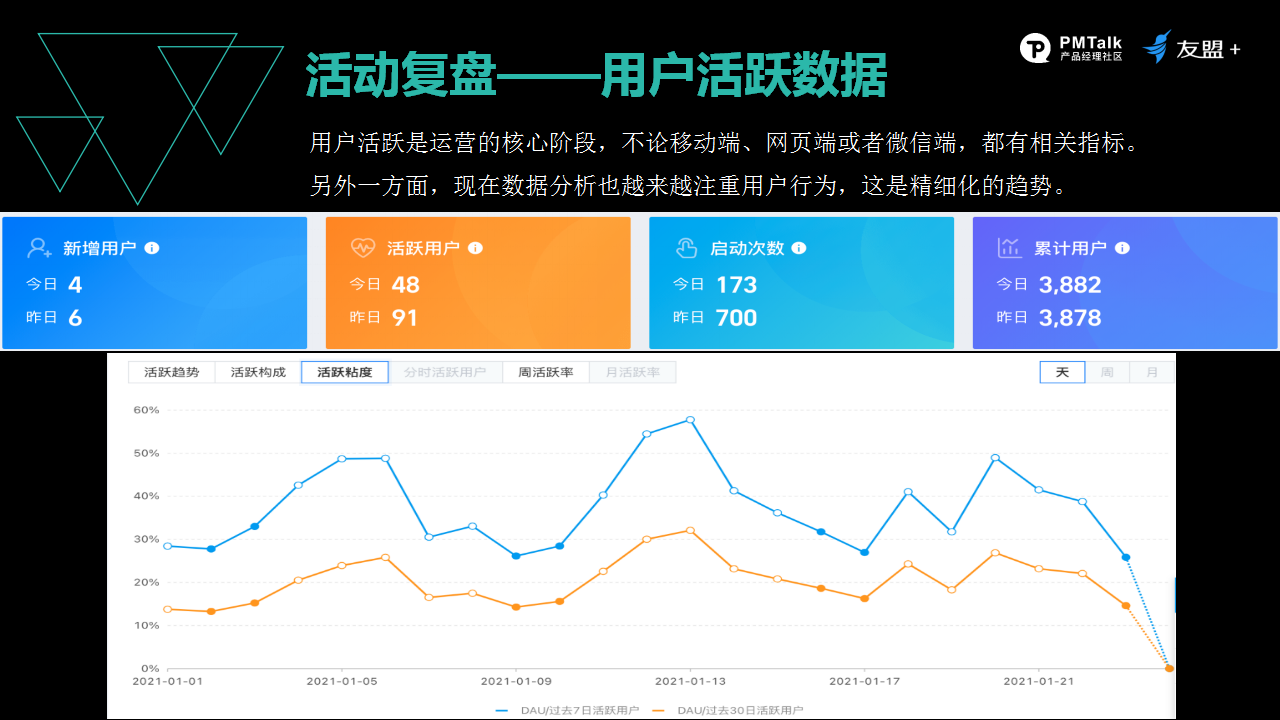 活动复盘——用户活跃数据
PMTalk
产品经理社区
友盟+
用户活跃是运营的核心阶段，不论移动端、网页端或者微信端，都有相关指标。
另外一方面，现在数据分析也越来越注重用户行为，这是精细化的趋势。
新增用户
今日 4
昨日 6
活跃用户
今日 48
昨日 91
启动次数
今日 173
昨日 700
累计用户
今日 3,882
昨日 3,878
活跃趋势 活跃构成 活跃粘度 分时活跃用户 周活跃率 月活跃率
天 周 月
60%
50%
40%
30%
20%
10%
0%
2021-01-01 2021-01-05 2021-01-09 2021-01-13 2021-01-17 2021-01-21
DAU/过去7日活跃用户 DAU/过去30日活跃用户